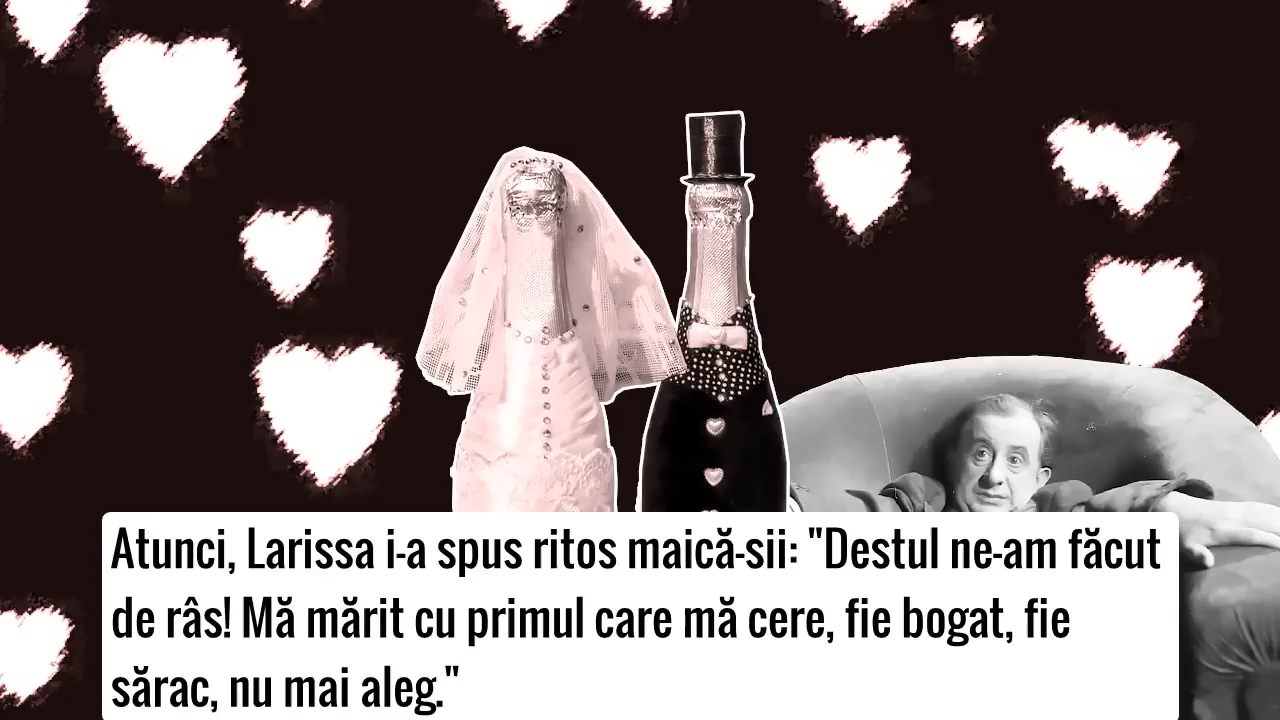 Atunci, Larissa i-a spus ritos maică-sii: "Destul ne-am făcut
de râs! Mă mărit cu primul care mă cere, fie bogat, fie
sărac, nu mai aleg."